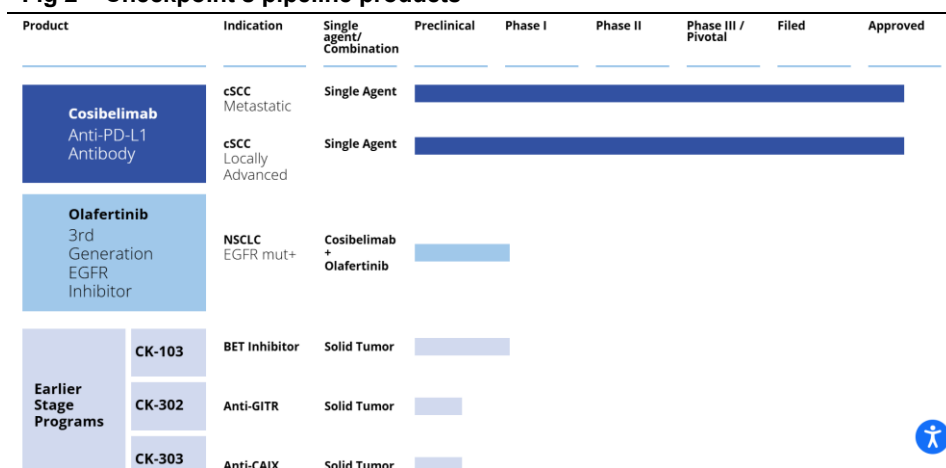 Fig 2 Checkpoint's pipeline products
Product
Indication
Single
agent/
Combination
Preclinical
Phase I
Phase II
Phase III /
Pivotal
Filed
Approved
Cosibelimab
Anti-PD-L1
Antibody
cSCC
Metastatic
Single Agent
cSCC
Locally
Advanced
Single Agent
Olafertinib
3rd
Generation
EGFR
Inhibitor
NSCLC
EGFR mut+
Cosibelimab
+
Olafertinib
Earlier
Stage
Programs
CK-103
BET Inhibitor
Solid Tumor
CK-302
Anti-GITR
Solid Tumor
CK-303
Anti-CAIX
Solid Tumor